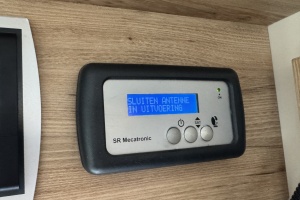 SLUITEN ANTENNE
IN UITVOERING
SR Mecatronic